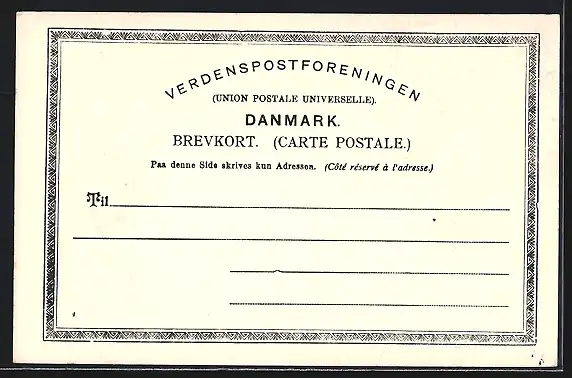 VERDENSPOSTFORENINGEN
(UNION POSTALE UNIVERSELLE).
DANMARK.
BREVKORT. (CARTE POSTALE.)
Paa denne Side skrives kun Adressen. (Côté réservé à l'adresse.)
Til